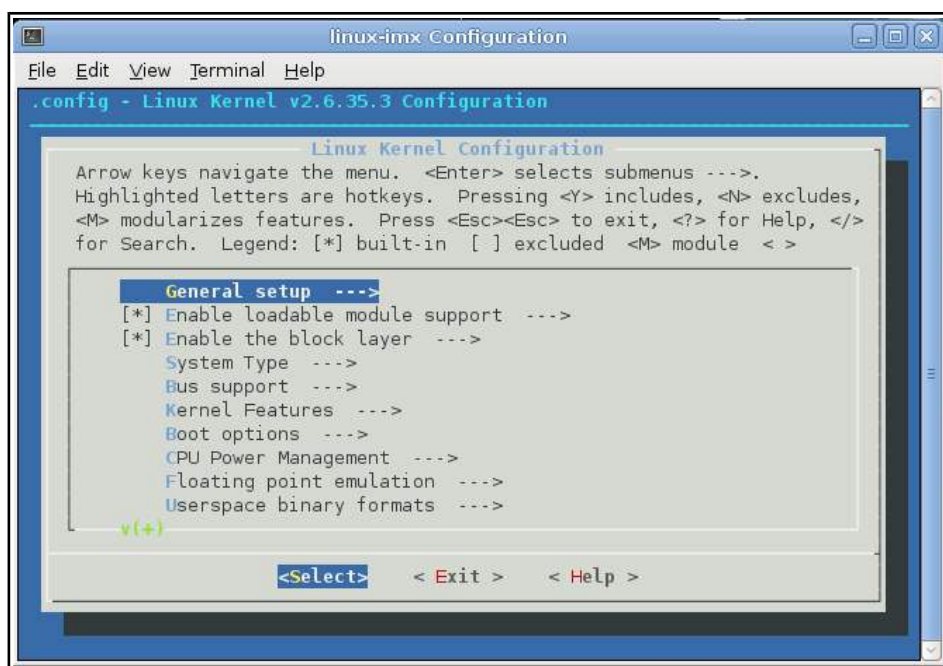 linux-imx Configuration
File Edit View Terminal Help
.config - Linux Kernel v2.6.35.3 Configuration
Linux Kernel Configuration
Arrow keys navigate the menu. <Enter> selects submenus --->.
Highlighted letters are hotkeys. Pressing <Y> includes, <N> excludes,
<M> modularizes features. Press <Esc><Esc> to exit, <?> for Help, </>
for Search. Legend: [*] built-in [ ] excluded <M> module < >
General setup --->
[*] Enable loadable module support --->
[*] Enable the block layer --->
System Type --->
Bus support --->
Kernel Features --->
Boot options --->
CPU Power Management --->
Floating point emulation --->
Userspace binary formats --->
v(+)
<Select> < Exit > < Help >